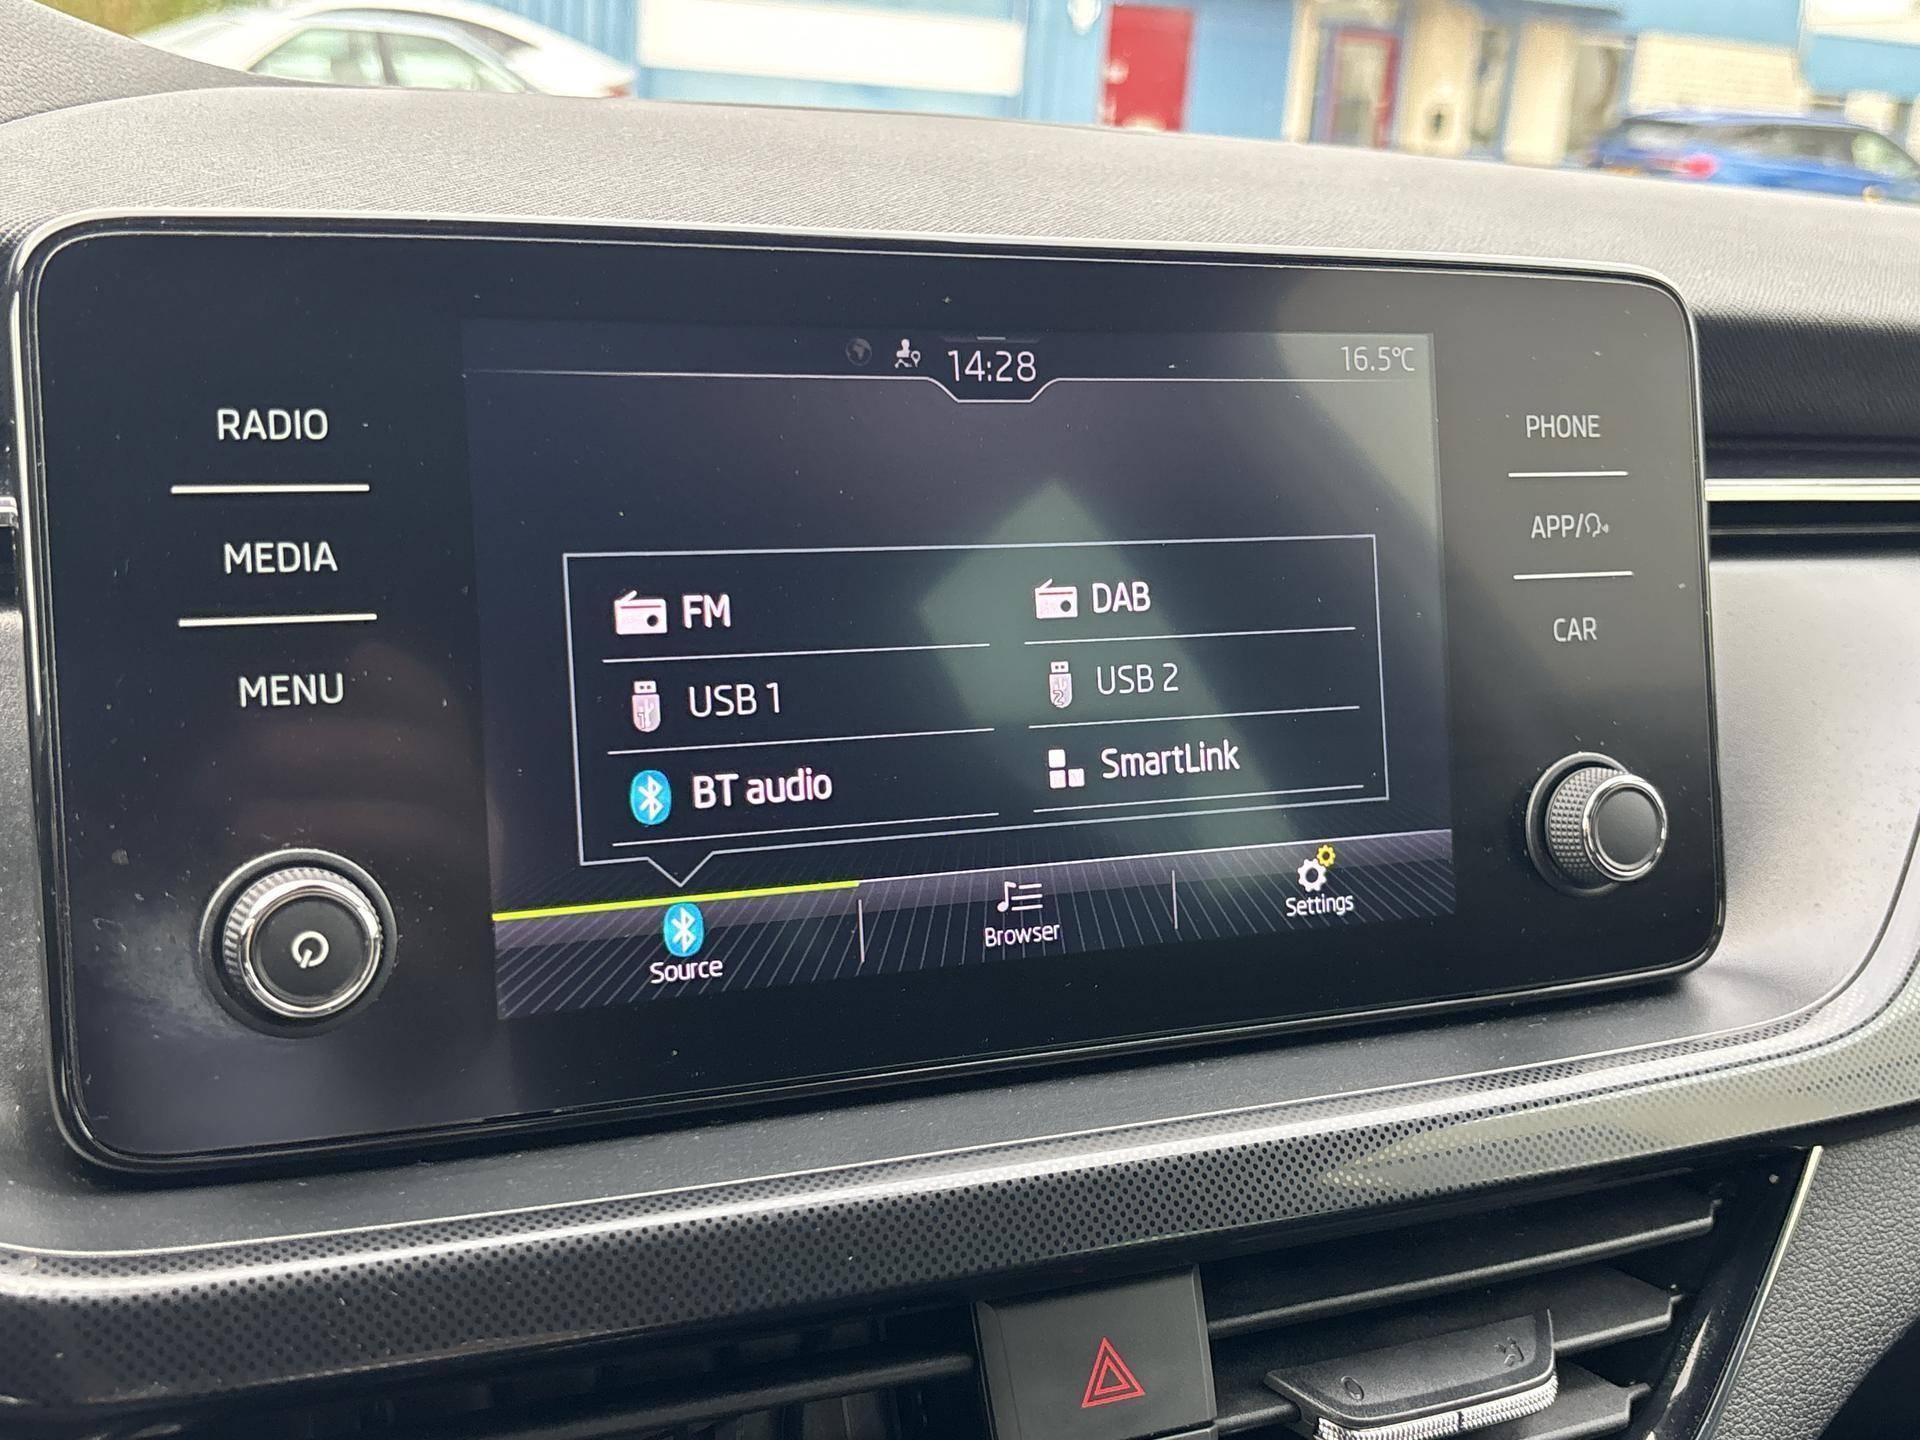 14:28
16.5°C
RADIO
MEDIA
MENU
FM
DAB
USB 1
USB 2
BT audio
SmartLink
Source
Browser
Settings
PHONE
APP/
CAR